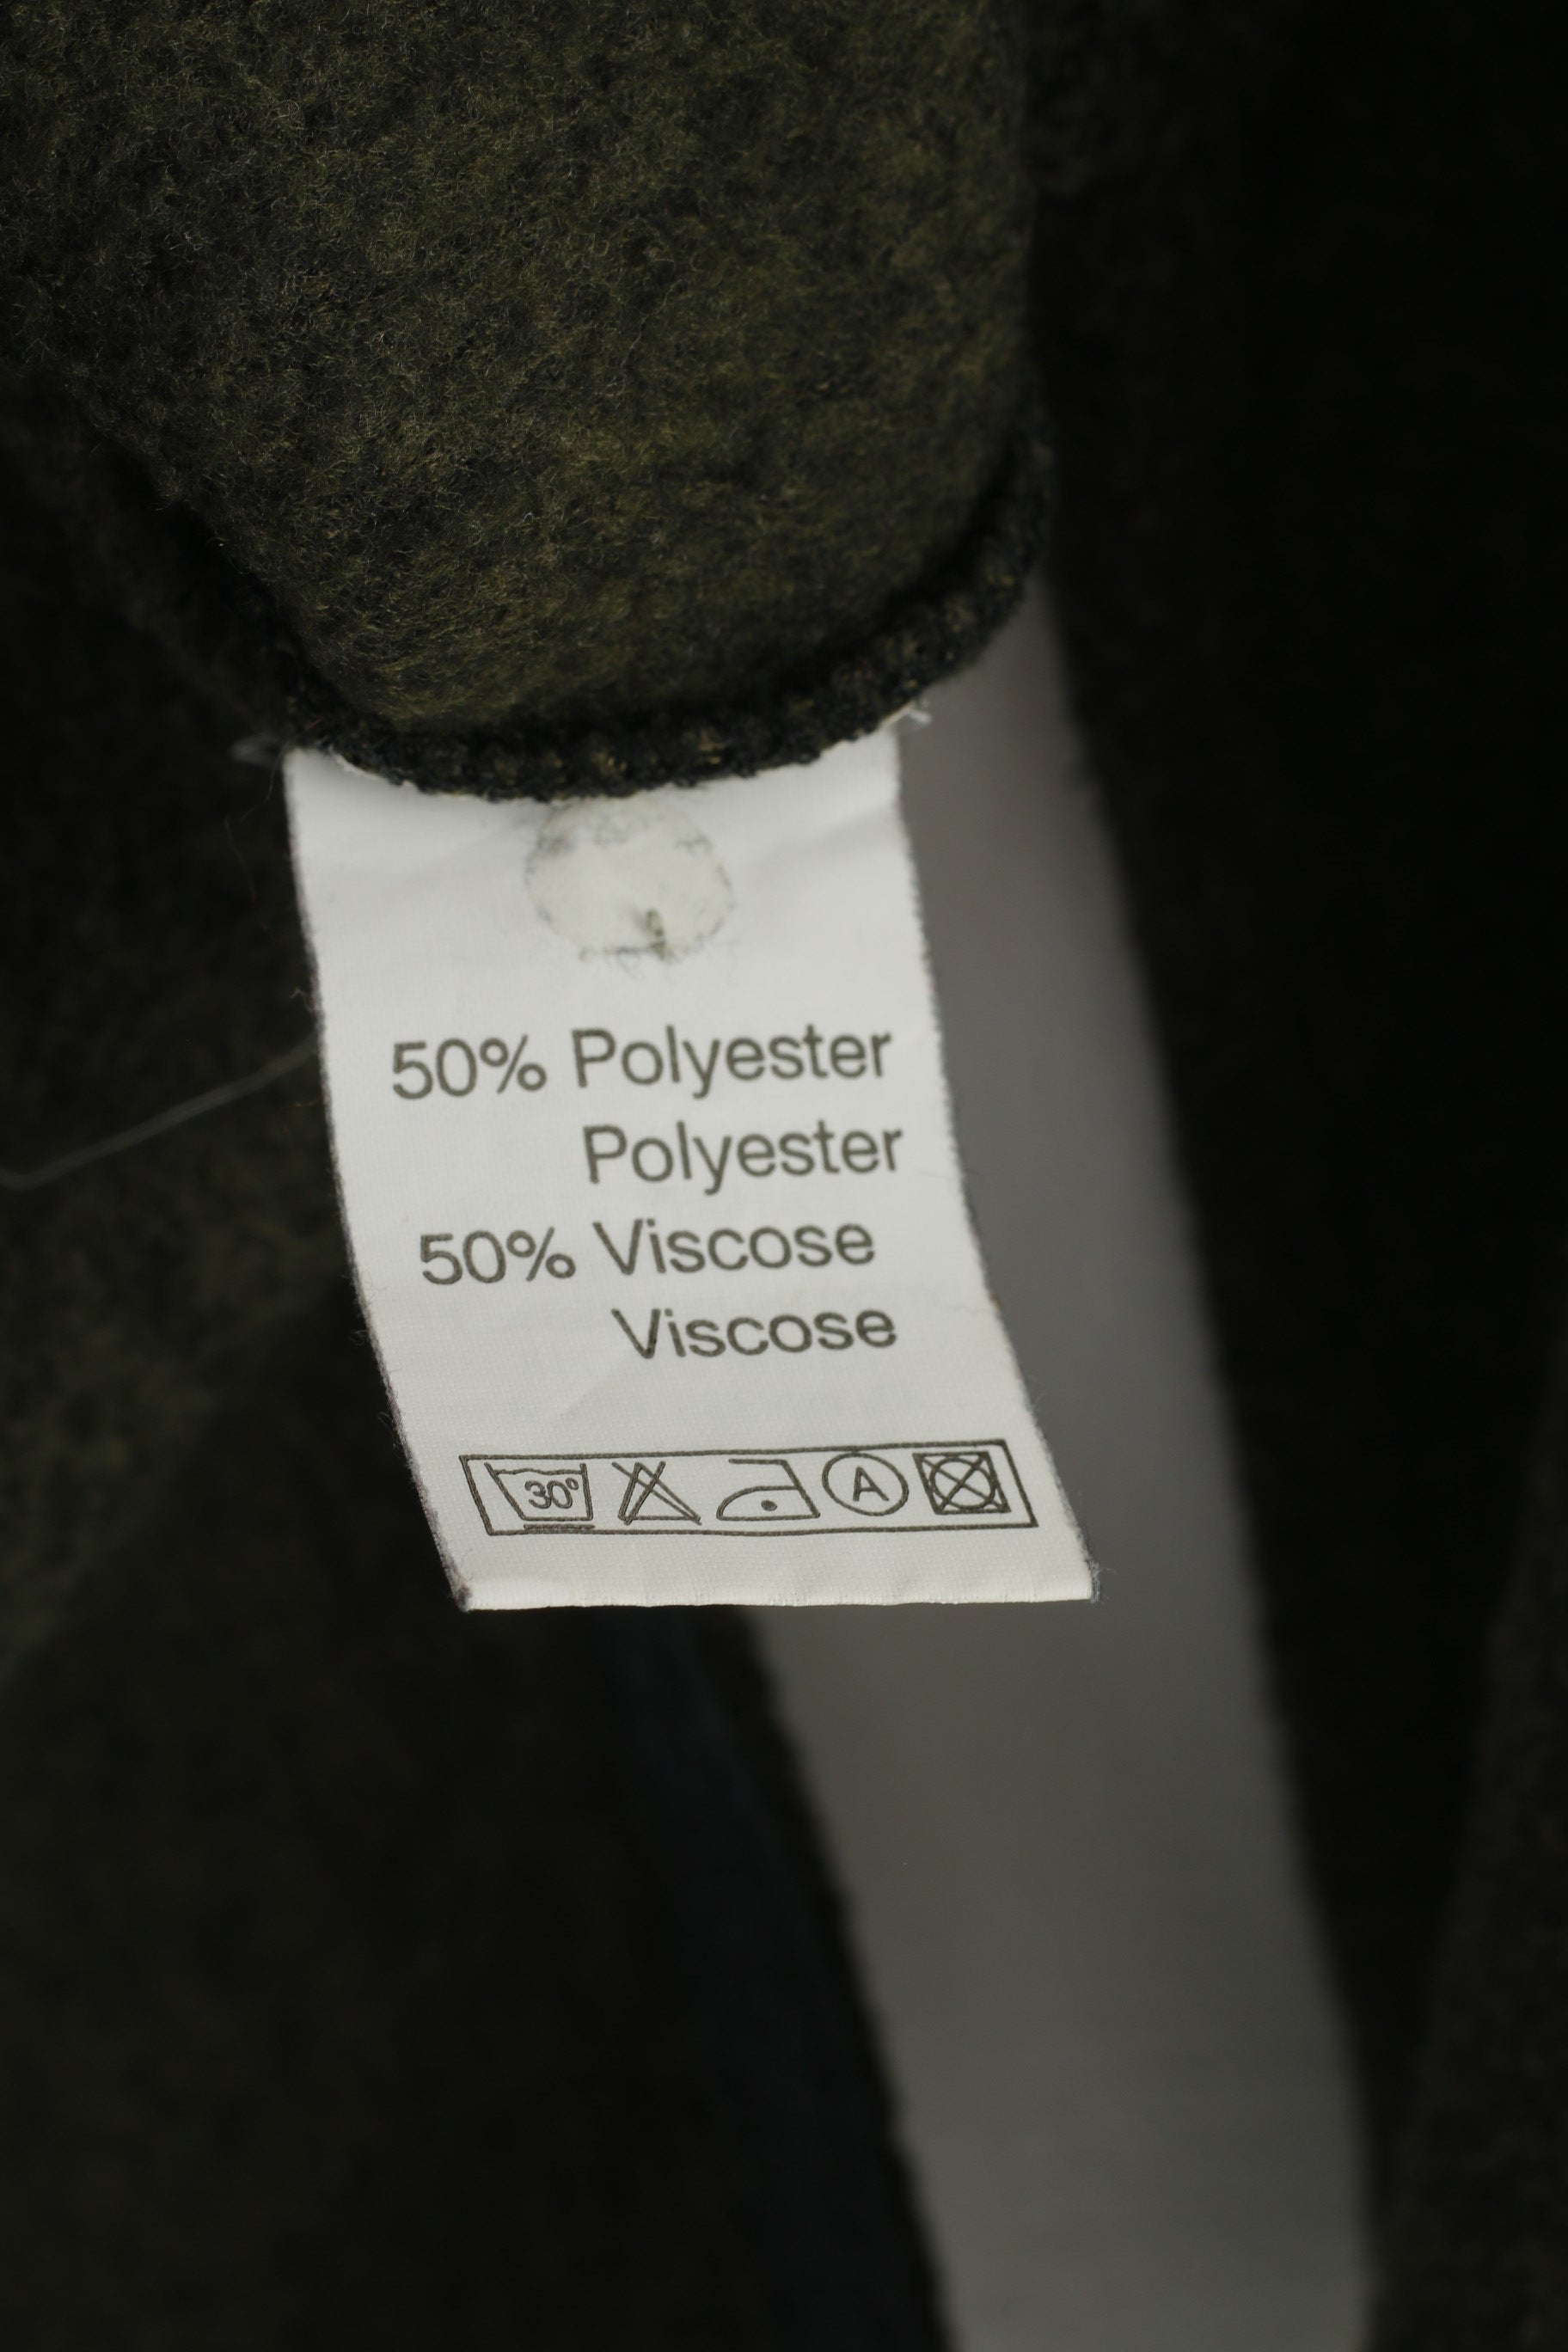 50% Polyester
Polyester
50% Viscose
Viscose
30° A